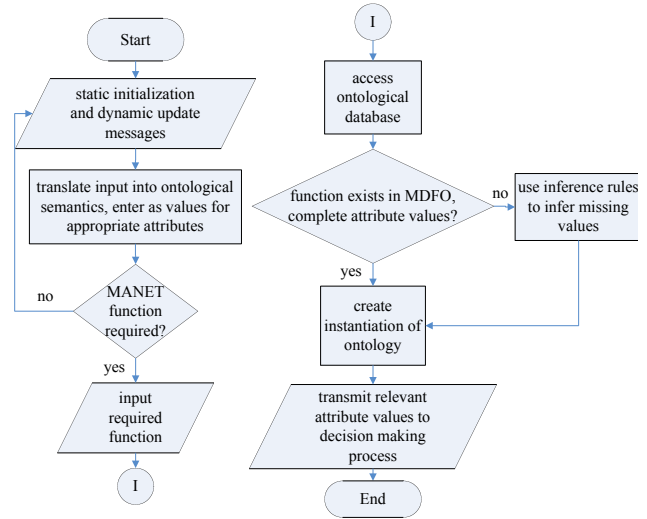 Start
static initialization
and dynamic update
messages
translate input into ontological
semantics, enter as values for
appropriate attributes
no
MANET
function
required?
yes
input
required
function
I
I
access
ontological
database
function exists in MDFO,
complete attribute values?
no
use inference rules
to infer missing
values
yes
create
instantiation of
ontology
transmit relevant
attribute values to
decision making
process
End